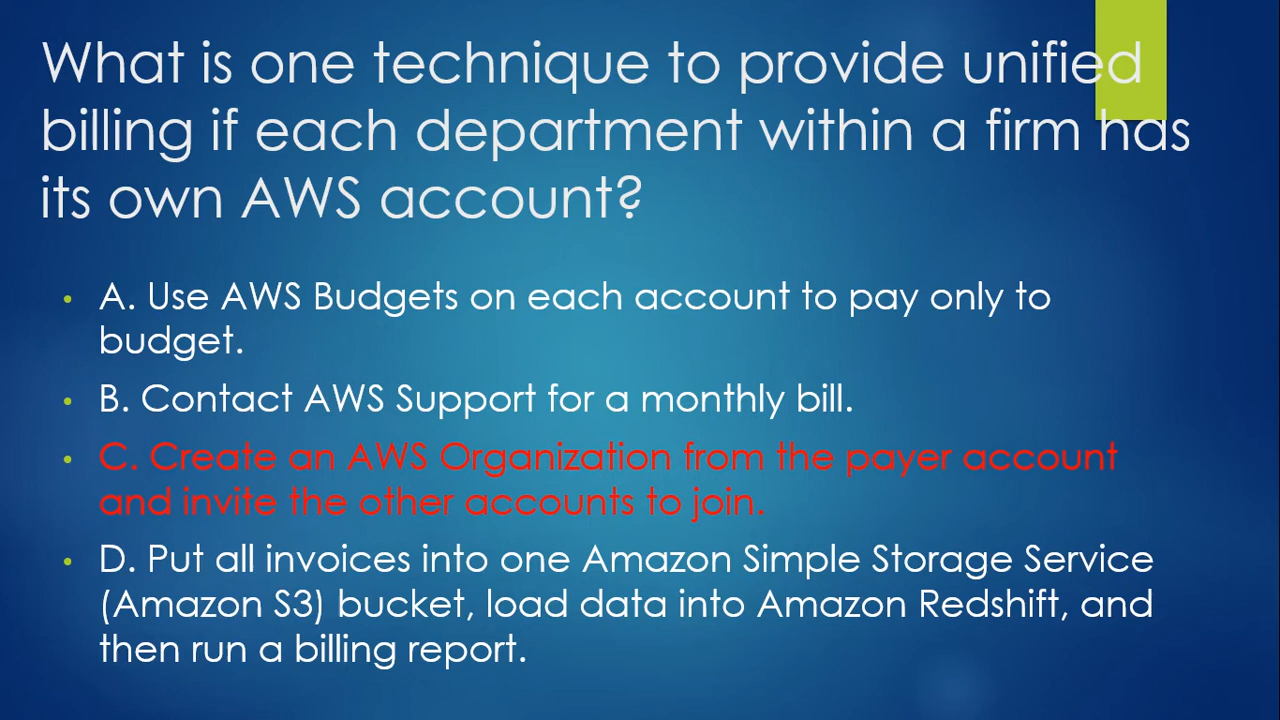 What is one technique to provide unified
billing if each department within a firm has
its own AWS account?
• A. Use AWS Budgets on each account to pay only to
budget.
• B. Contact AWS Support for a monthly bill.
• C. Create an AWS Organization from the payer account
and invite the other accounts to join.
• D. Put all invoices into one Amazon Simple Storage Service
(Amazon S3) bucket, load data into Amazon Redshift, and
then run a billing report.